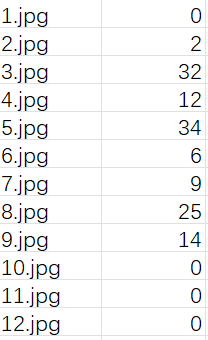 1.jpg 0
2.jpg 2
3.jpg 32
4.jpg 12
5.jpg 34
6.jpg 6
7.jpg 9
8.jpg 25
9.jpg 14
10.jpg 0
11.jpg 0
12.jpg 0